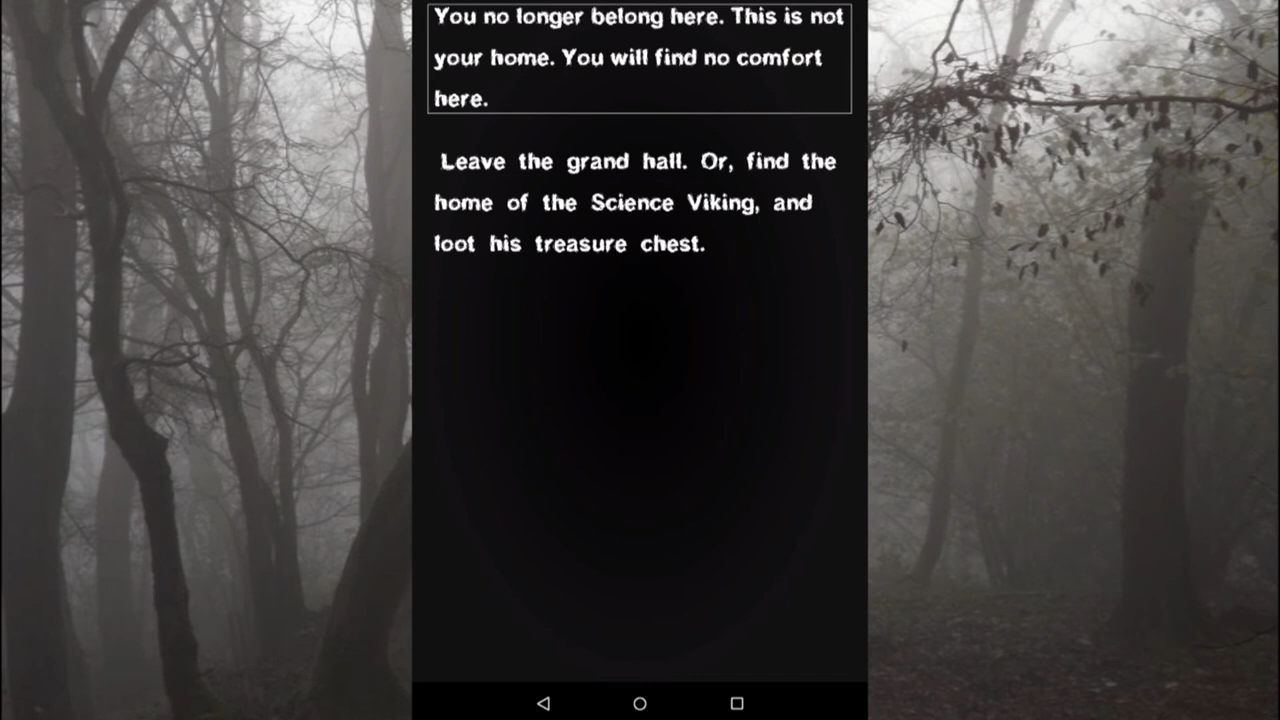 You no longer belong here. This is not
your home. You will find no comfort
here.
Leave the grand hall. Or, find the
home of the Science Viking, and
loot his treasure chest.